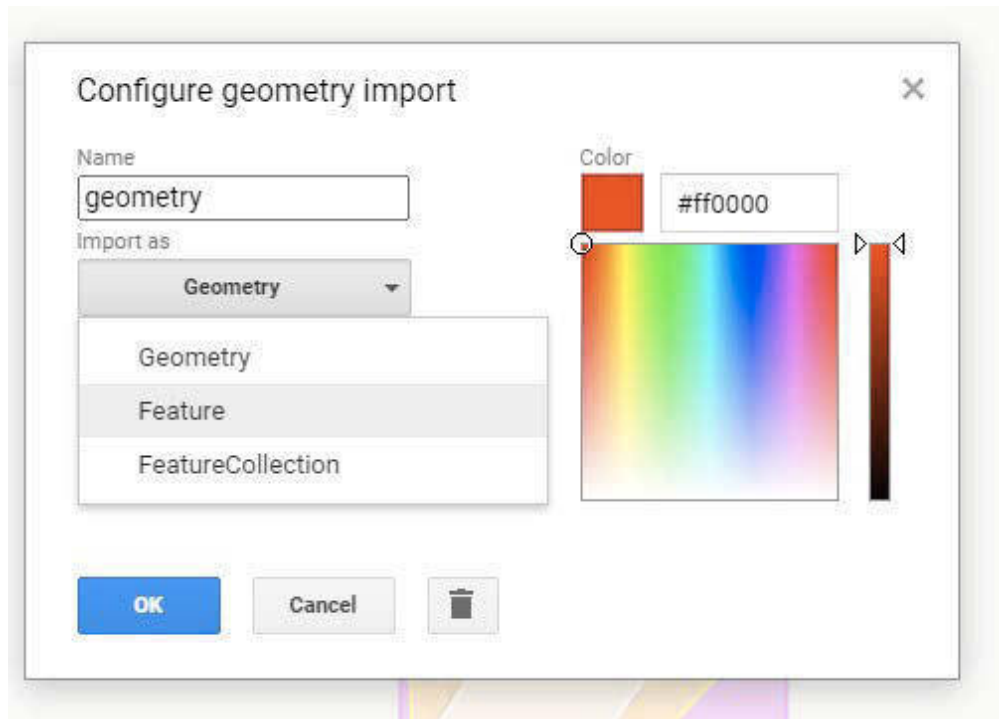 Configure geometry import
Name
geometry
Import as
Geometry
Geometry
Feature
FeatureCollection
Color
#ff0000
OK
Cancel